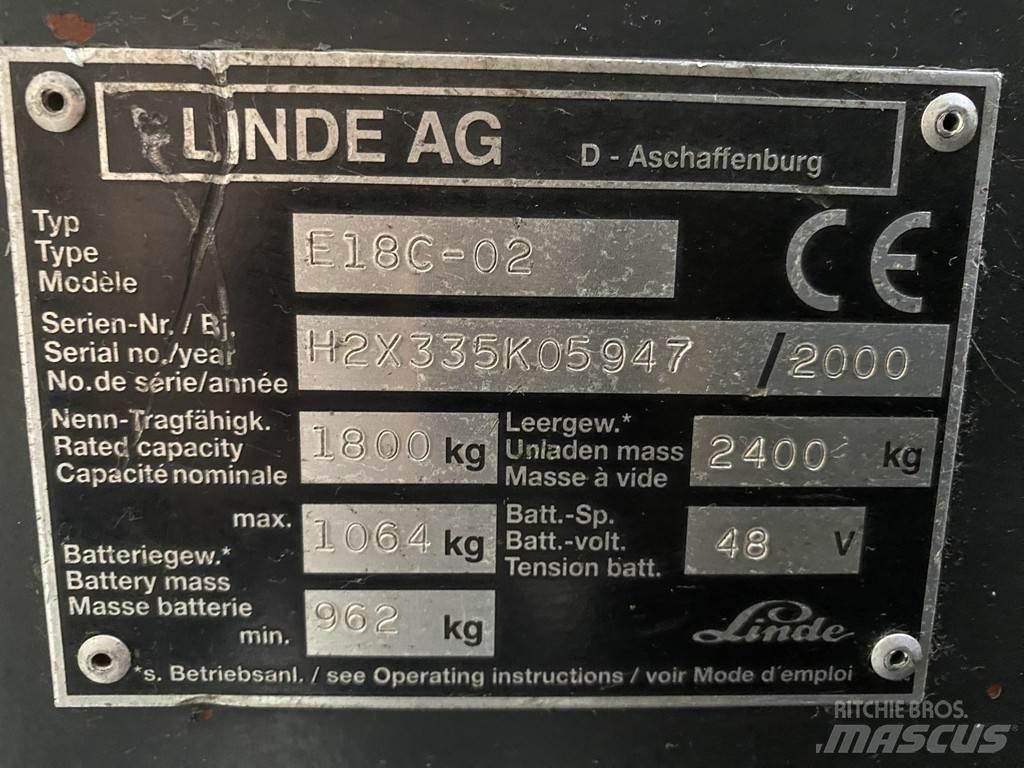 LINDE AG D - Aschaffenburg
Typ
Type
Modèle
E18C-02
CE
Serien-Nr. / Bj.
Serial no./year
No.de série/année
H2X335K05947 / 2000
Nenn-Tragfähigk.
Rated capacity
Capacité nominale
1800 kg
Leergew.*
Unladen mass
Masse à vide
2400 kg
max. 1064 kg
Batteriegew.*
Battery mass
Masse batterie
min. 962 kg
Batt.-Sp.
Batt.-volt.
Tension batt.
48 V
Linde
*s. Betriebsanl. / see Operating instructions / voir Mode d'emploi
RITCHIE BROS.
MASCUS